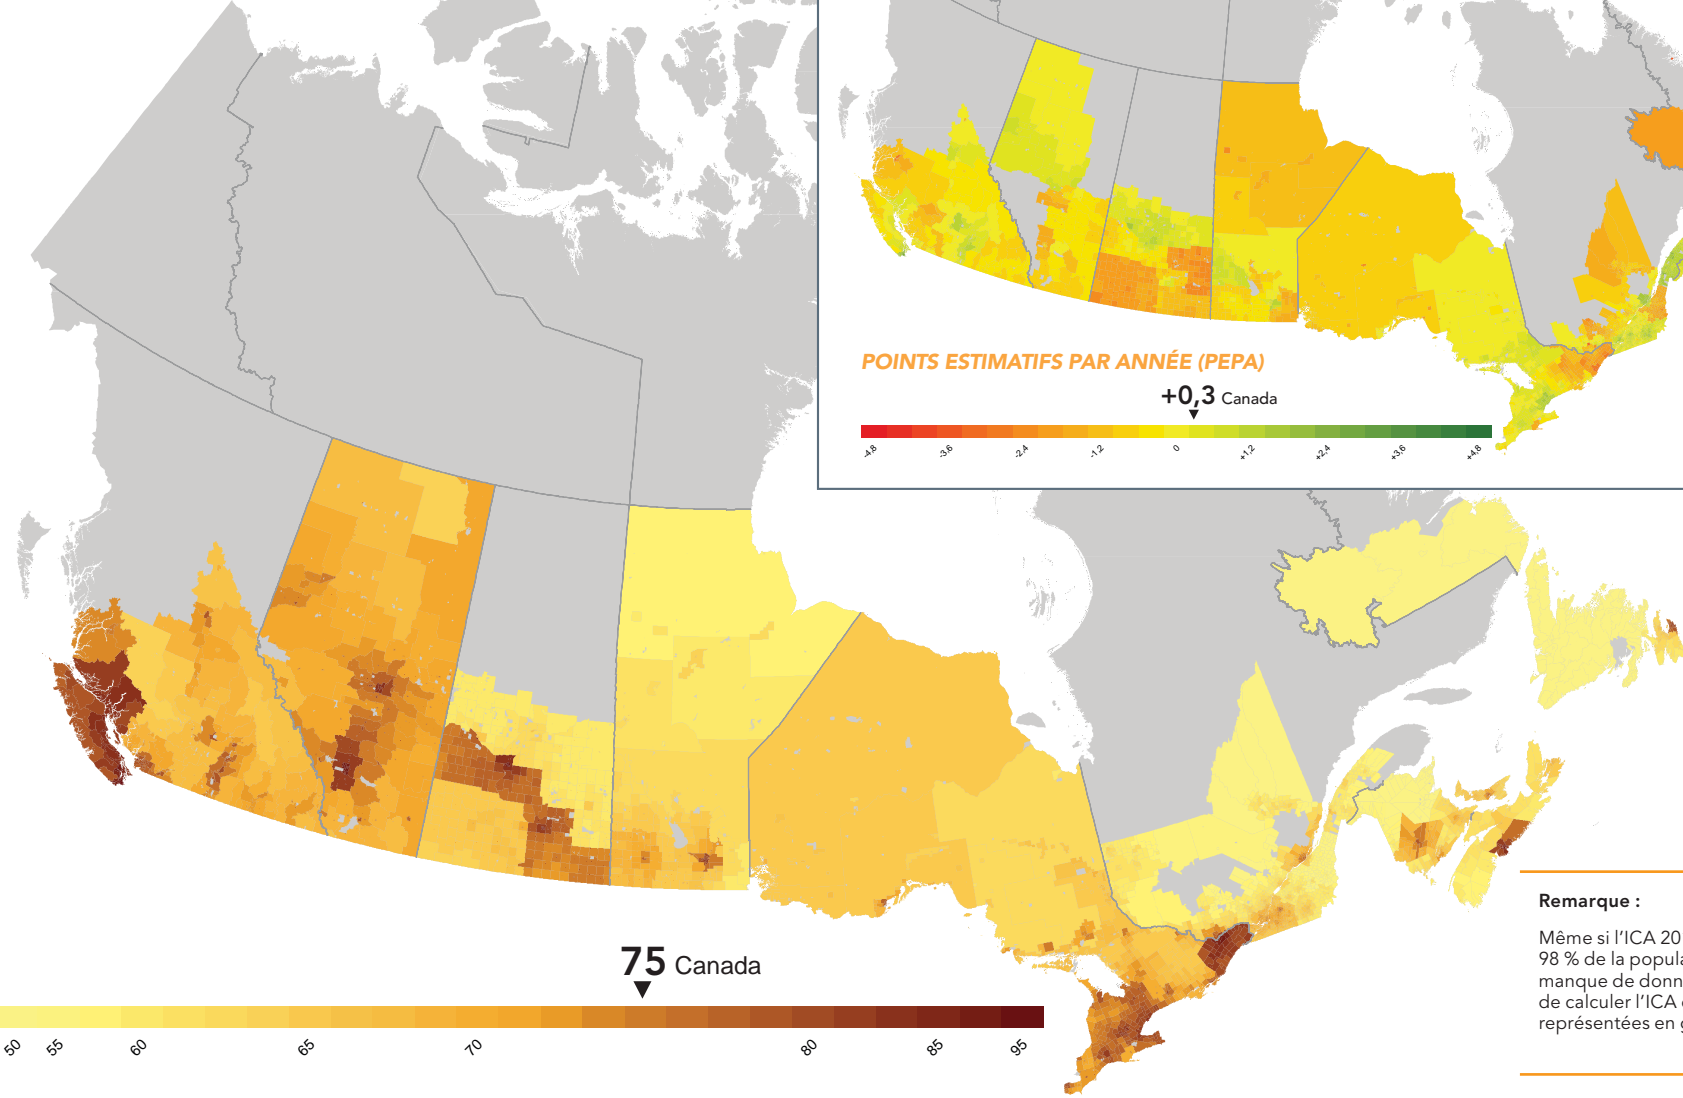 POINTS ESTIMATIFS PAR ANNÉE (PEPA)
+0,3 Canada
-4,8 -3,6 -2,4 -1,2 0 +1,2 +2,4 +3,6 +4,8
75 Canada
50 55 60 65 70 80 85 95
Remarque :
Même si l’ICA 20
98 % de la popula
manque de donn
de calculer l’ICA
représentées en